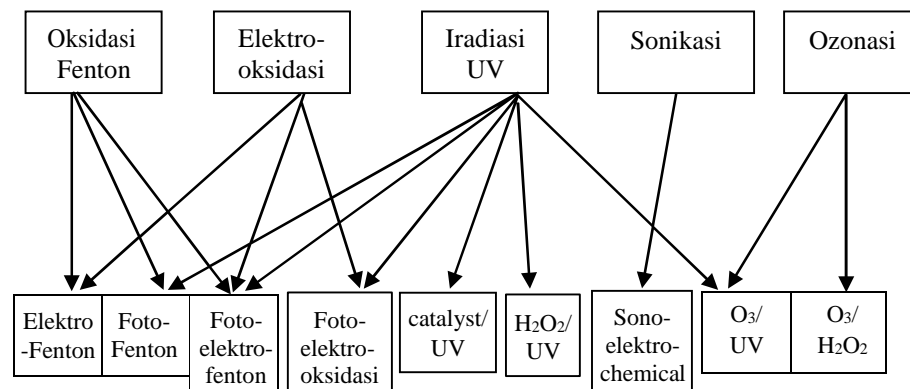 Oksidasi
Fenton
Elektro-
oksidasi
Iradiasi
UV
Sonikasi
Ozonasi
Elektro
-Fenton
Foto-
Fenton
Foto-
elektro-
fenton
Foto-
elektro-
oksidasi
catalyst/
UV
H₂O₂/
UV
Sono-
elektro-
chemical
O₃/
UV
O₃/
H₂O₂